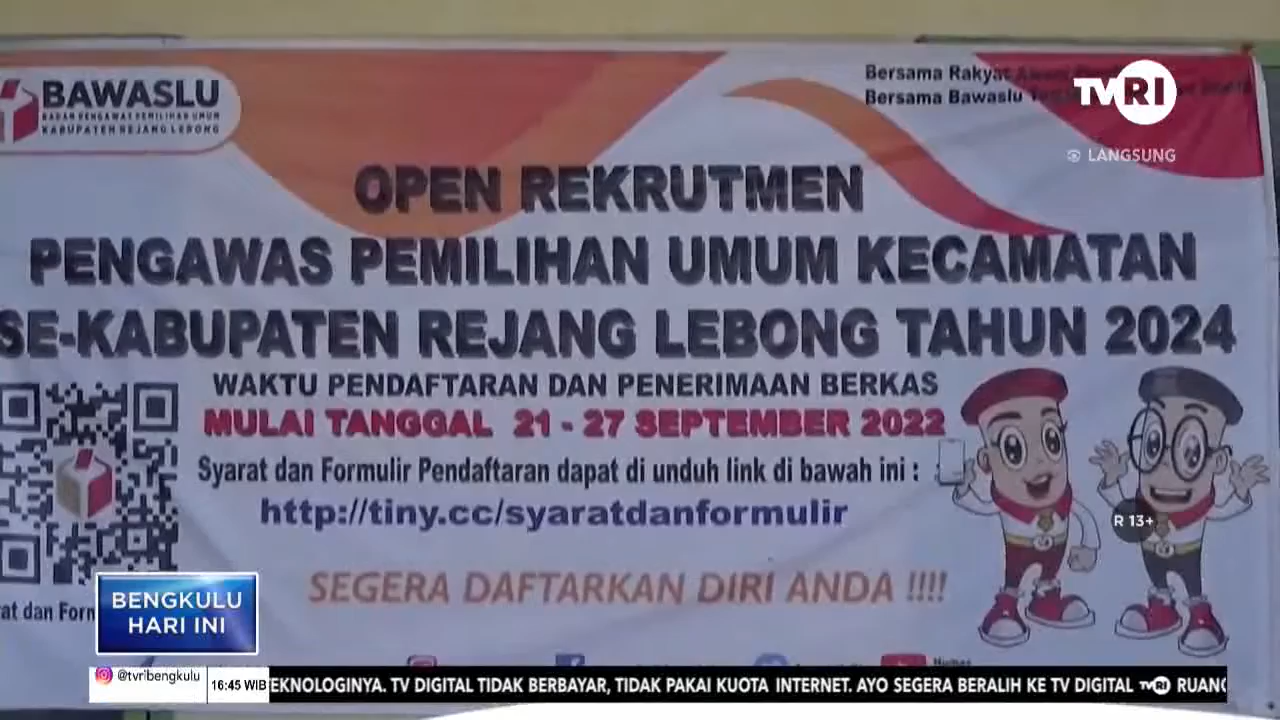 BAWASLU
BADAN PENGAWAS PEMILIHAN UMUM
KABUPATEN REJANG LEBONG
Bersama Rakyat
Bersama Bawaslu
TVRI
LANGSUNG
OPEN REKRUTMEN
PENGAWAS PEMILIHAN UMUM KECAMATAN
SE-KABUPATEN REJANG LEBONG TAHUN 2024
WAKTU PENDAFTARAN DAN PENERIMAAN BERKAS
MULAI TANGGAL 21 - 27 SEPTEMBER 2022
Syarat dan Formulir Pendaftaran dapat di unduh link di bawah ini :
http://tiny.cc/syaratdanformulir
R 13+
SEGERA DAFTARKAN DIRI ANDA !!!!
at dan Form
BENGKULU
HARI INI
@tvribengkulu
16:45 WIB
EKNOLOGINYA. TV DIGITAL TIDAK BERBAYAR, TIDAK PAKAI KUOTA INTERNET. AYO SEGERA BERALIH KE TV DIGITAL TVRI RUANG